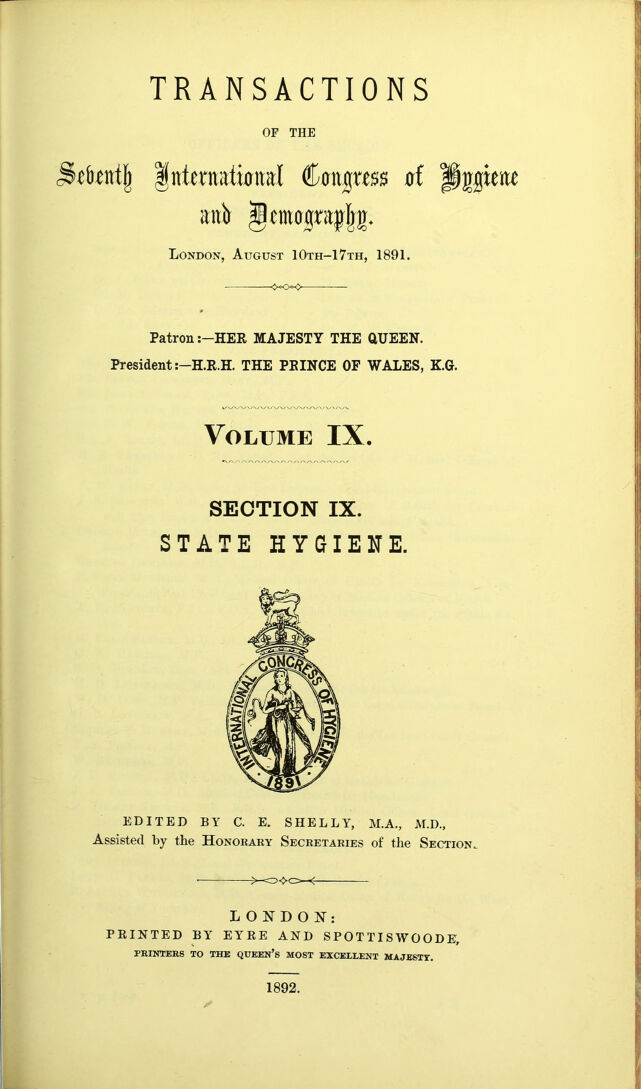 TRANSACTIONS
OF THE
Seventh International Congress of Hygiene
and Demography.
LONDON, AUGUST 10TH–17TH, 1891.
Patron:—HER MAJESTY THE QUEEN.
President:—H.R.H. THE PRINCE OF WALES, K.G.
VOLUME IX.
SECTION IX.
STATE HYGIENE.
INTERNATIONAL CONGRESS OF HYGIENE
· 1891 ·
EDITED BY C. E. SHELLY, M.A., M.D.,
Assisted by the HONORARY SECRETARIES of the SECTION.
LONDON:
PRINTED BY EYRE AND SPOTTISWOODE,
PRINTERS TO THE QUEEN'S MOST EXCELLENT MAJESTY.
1892.